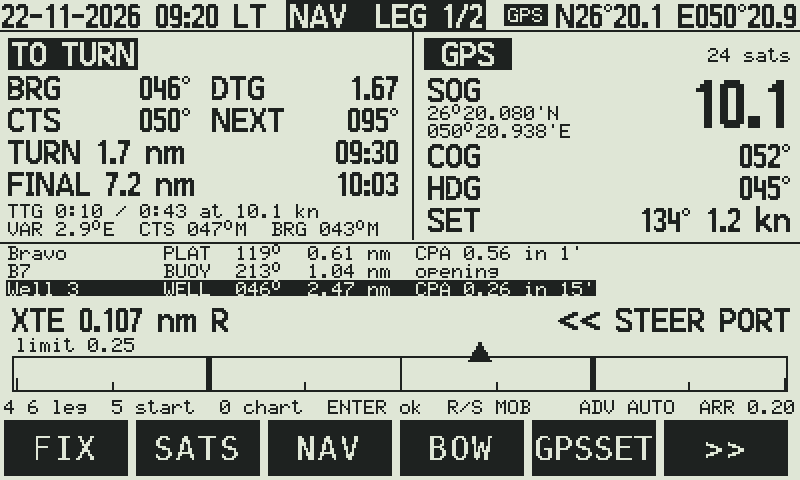 22-11-2026 09:20 LT NAV LEG 1/2 GPS N26°20.1 E050°20.9
TO TURN
BRG 046° DTG 1.67
CTS 050° NEXT 095°
TURN 1.7 nm 09:30
FINAL 7.2 nm 10:03
TTG 0:10 / 0:43 at 10.1 kn
VAR 2.9°E CTS 047°M BRG 043°M
GPS 24 sats
SOG 10.1
26°20.080'N
050°20.938'E
COG 052°
HDG 045°
SET 134° 1.2 kn
Bravo PLAT 119° 0.61 nm CPA 0.56 in 1'
B7 BUOY 213° 1.04 nm opening
Well 3 WELL 046° 2.47 nm CPA 0.26 in 15'
XTE 0.107 nm R << STEER PORT
limit 0.25
4 6 leg 5 start 0 chart ENTER ok R/S MOB ADV AUTO ARR 0.20
FIX SATS NAV BOW GPSSET >>